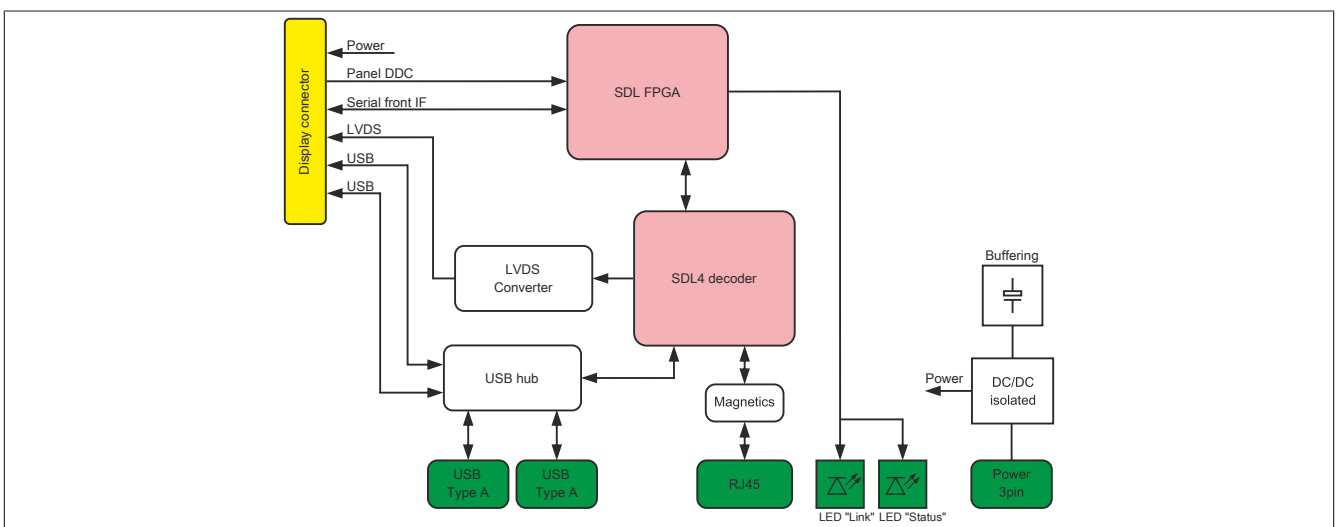 Display connector
Power
Panel DDC
Serial front IF
LVDS
USB
USB
SDL FPGA
LVDS
Converter
SDL4 decoder
USB hub
Magnetics
USB
Type A
USB
Type A
RJ45
LED "Link"
LED "Status"
Buffering
Power
DC/DC
isolated
Power
3pin